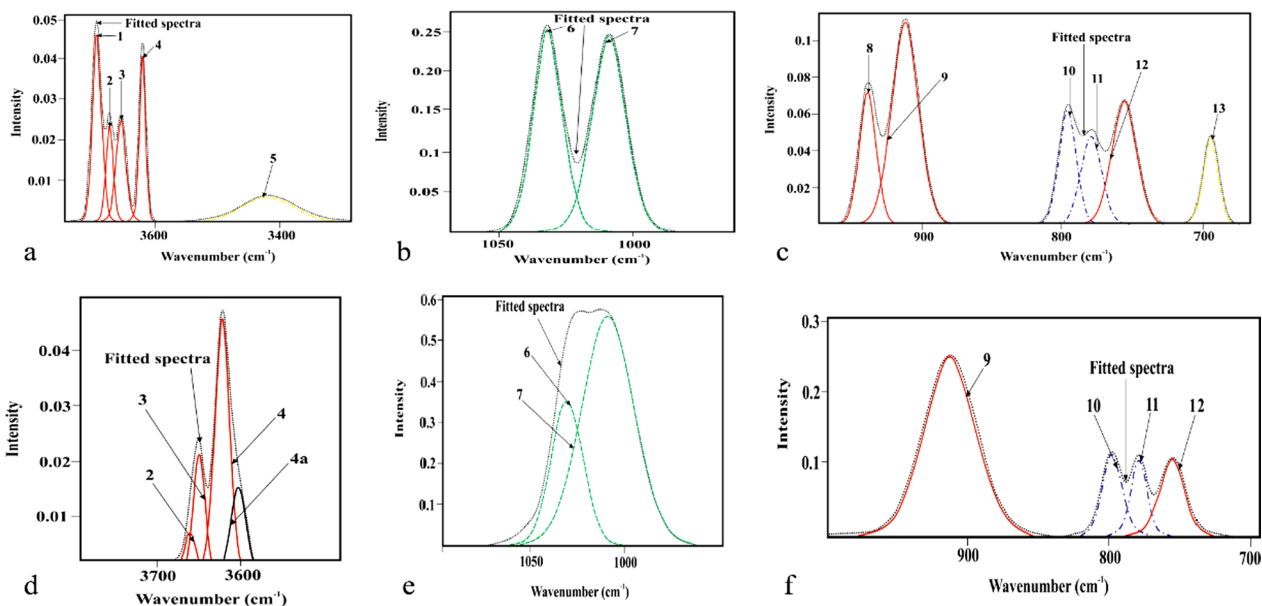 0.05
0.04
0.03
0.02
0.01
Intensity
Fitted spectra
1
2
3
4
5
3600
3400
Wavenumber (cm-1)
a
0.25
0.2
0.15
0.1
0.05
Intensity
Fitted spectra
6
7
1050
1000
Wavenumber (cm-1)
b
0.1
0.08
0.06
0.04
0.02
Intensity
8
9
Fitted spectra
10
11
12
13
900
800
700
Wavenumber (cm-1)
c
0.04
0.03
0.02
0.01
Intensity
Fitted spectra
3
2
4
4a
3700
3600
Wavenumber (cm-1)
d
0.6
0.5
0.4
0.3
0.2
0.1
Intensity
Fitted spectra
6
7
1050
1000
Wavenumber (cm-1)
e
0.3
0.2
0.1
Intensity
9
Fitted spectra
10
11
12
900
800
700
Wavenumber (cm-1)
f